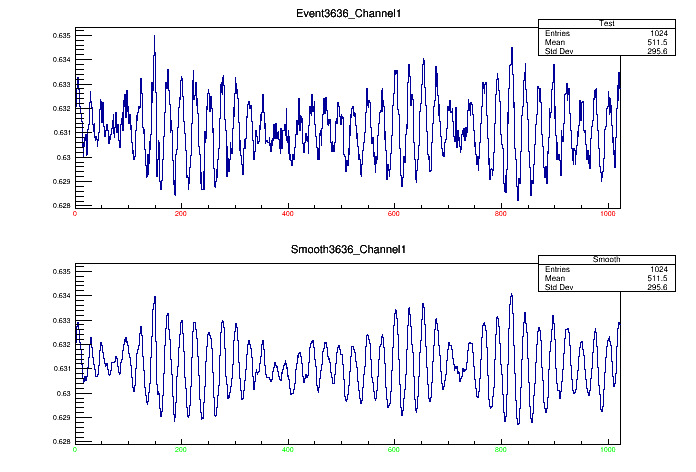 Event3636_Channel1
Test
Entries 1024
Mean 511.5
Std Dev 295.6
0.635
0.634
0.633
0.632
0.631
0.63
0.629
0.628
0 200 400 600 800 1000
Smooth3636_Channel1
Smooth
Entries 1024
Mean 511.5
Std Dev 295.6
0.635
0.634
0.633
0.632
0.631
0.63
0.629
0.628
0 200 400 600 800 1000